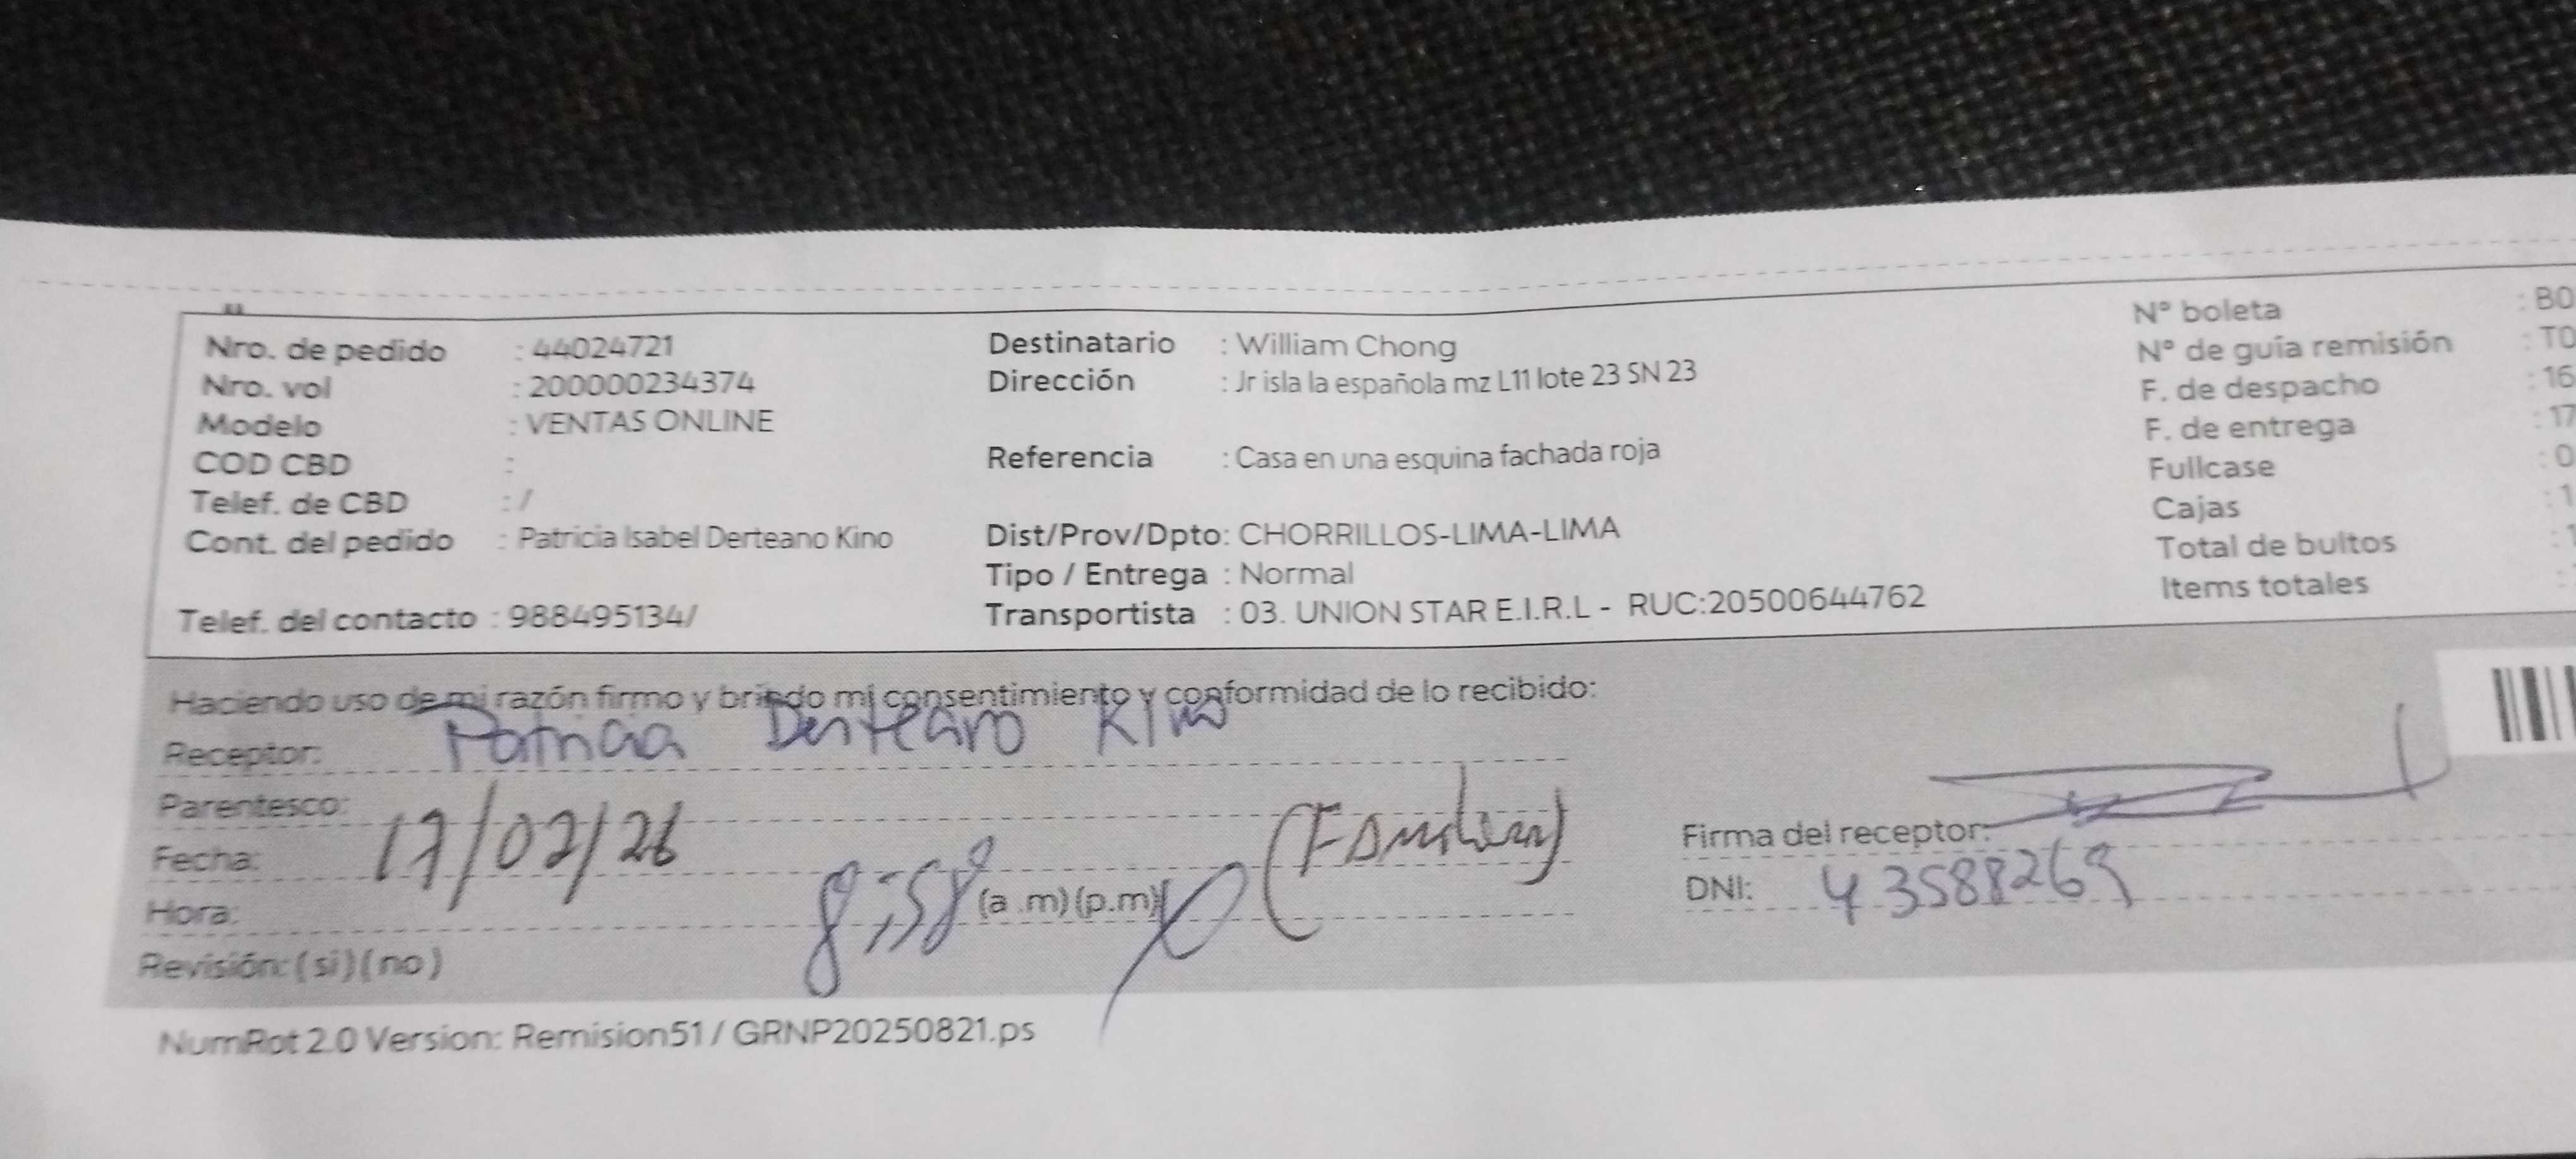 Nro. de pedido : 44024721
Nro. vol : 200000234374
Modelo : VENTAS ONLINE
COD CBD :
Telef. de CBD : /
Cont. del pedido : Patricia Isabel Derteano Kino
Telef. del contacto : 988495134/
Destinatario : William Chong
Dirección : Jr isla la española mz L11 lote 23 SN 23
Referencia : Casa en una esquina fachada roja
Dist/Prov/Dpto: CHORRILLOS-LIMA-LIMA
Tipo / Entrega : Normal
Transportista : 03. UNION STAR E.I.R.L - RUC:20500644762
N° boleta : B0
N° de guía remisión : T0
F. de despacho : 16
F. de entrega : 17
Fullcase : 0
Cajas : 1
Total de bultos :
Items totales :
Haciendo uso de mi razón firmo y brindo mi consentimiento y conformidad de lo recibido:
Receptor: Patricia Derteano Kino
Parentesco:
Fecha: 17/02/26
(Familiar)
Hora: 8:58 (a .m)(p.m)
Revisión: (si)(no)
Firma del receptor:
DNI: 43588269
NumRot 2.0 Version: Remision51 / GRNP20250821.ps